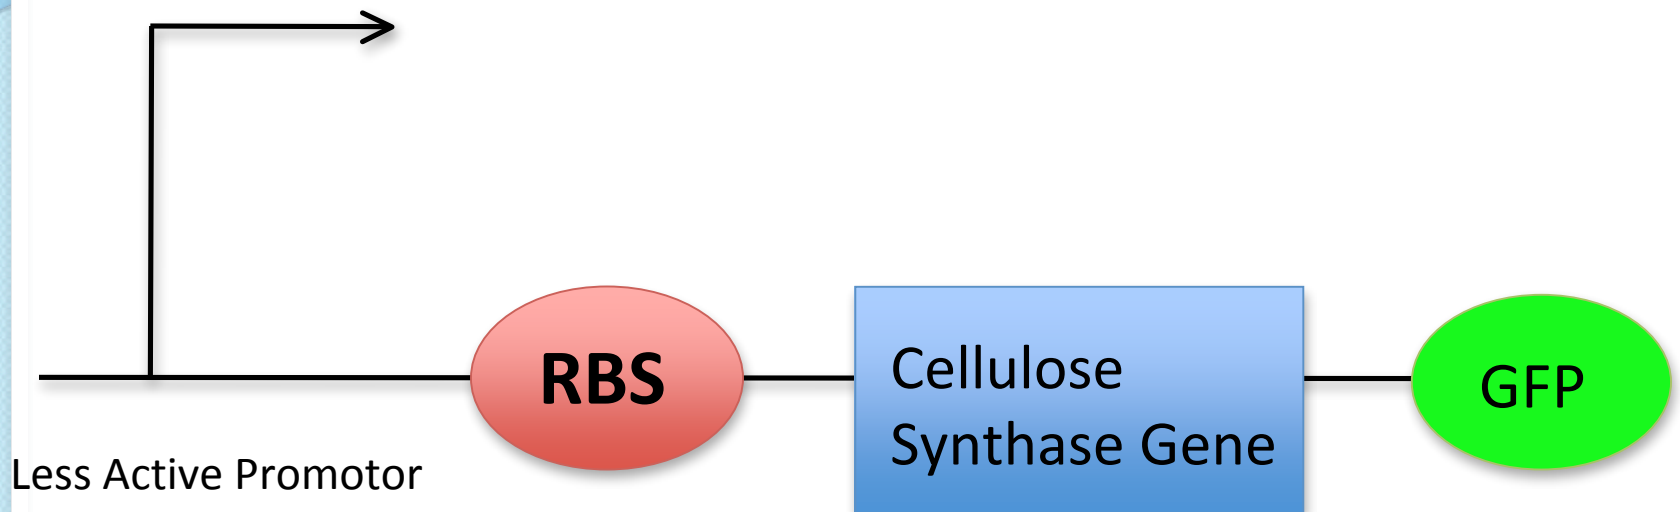 RBS
Cellulose
Synthase Gene
GFP
Less Active Promotor